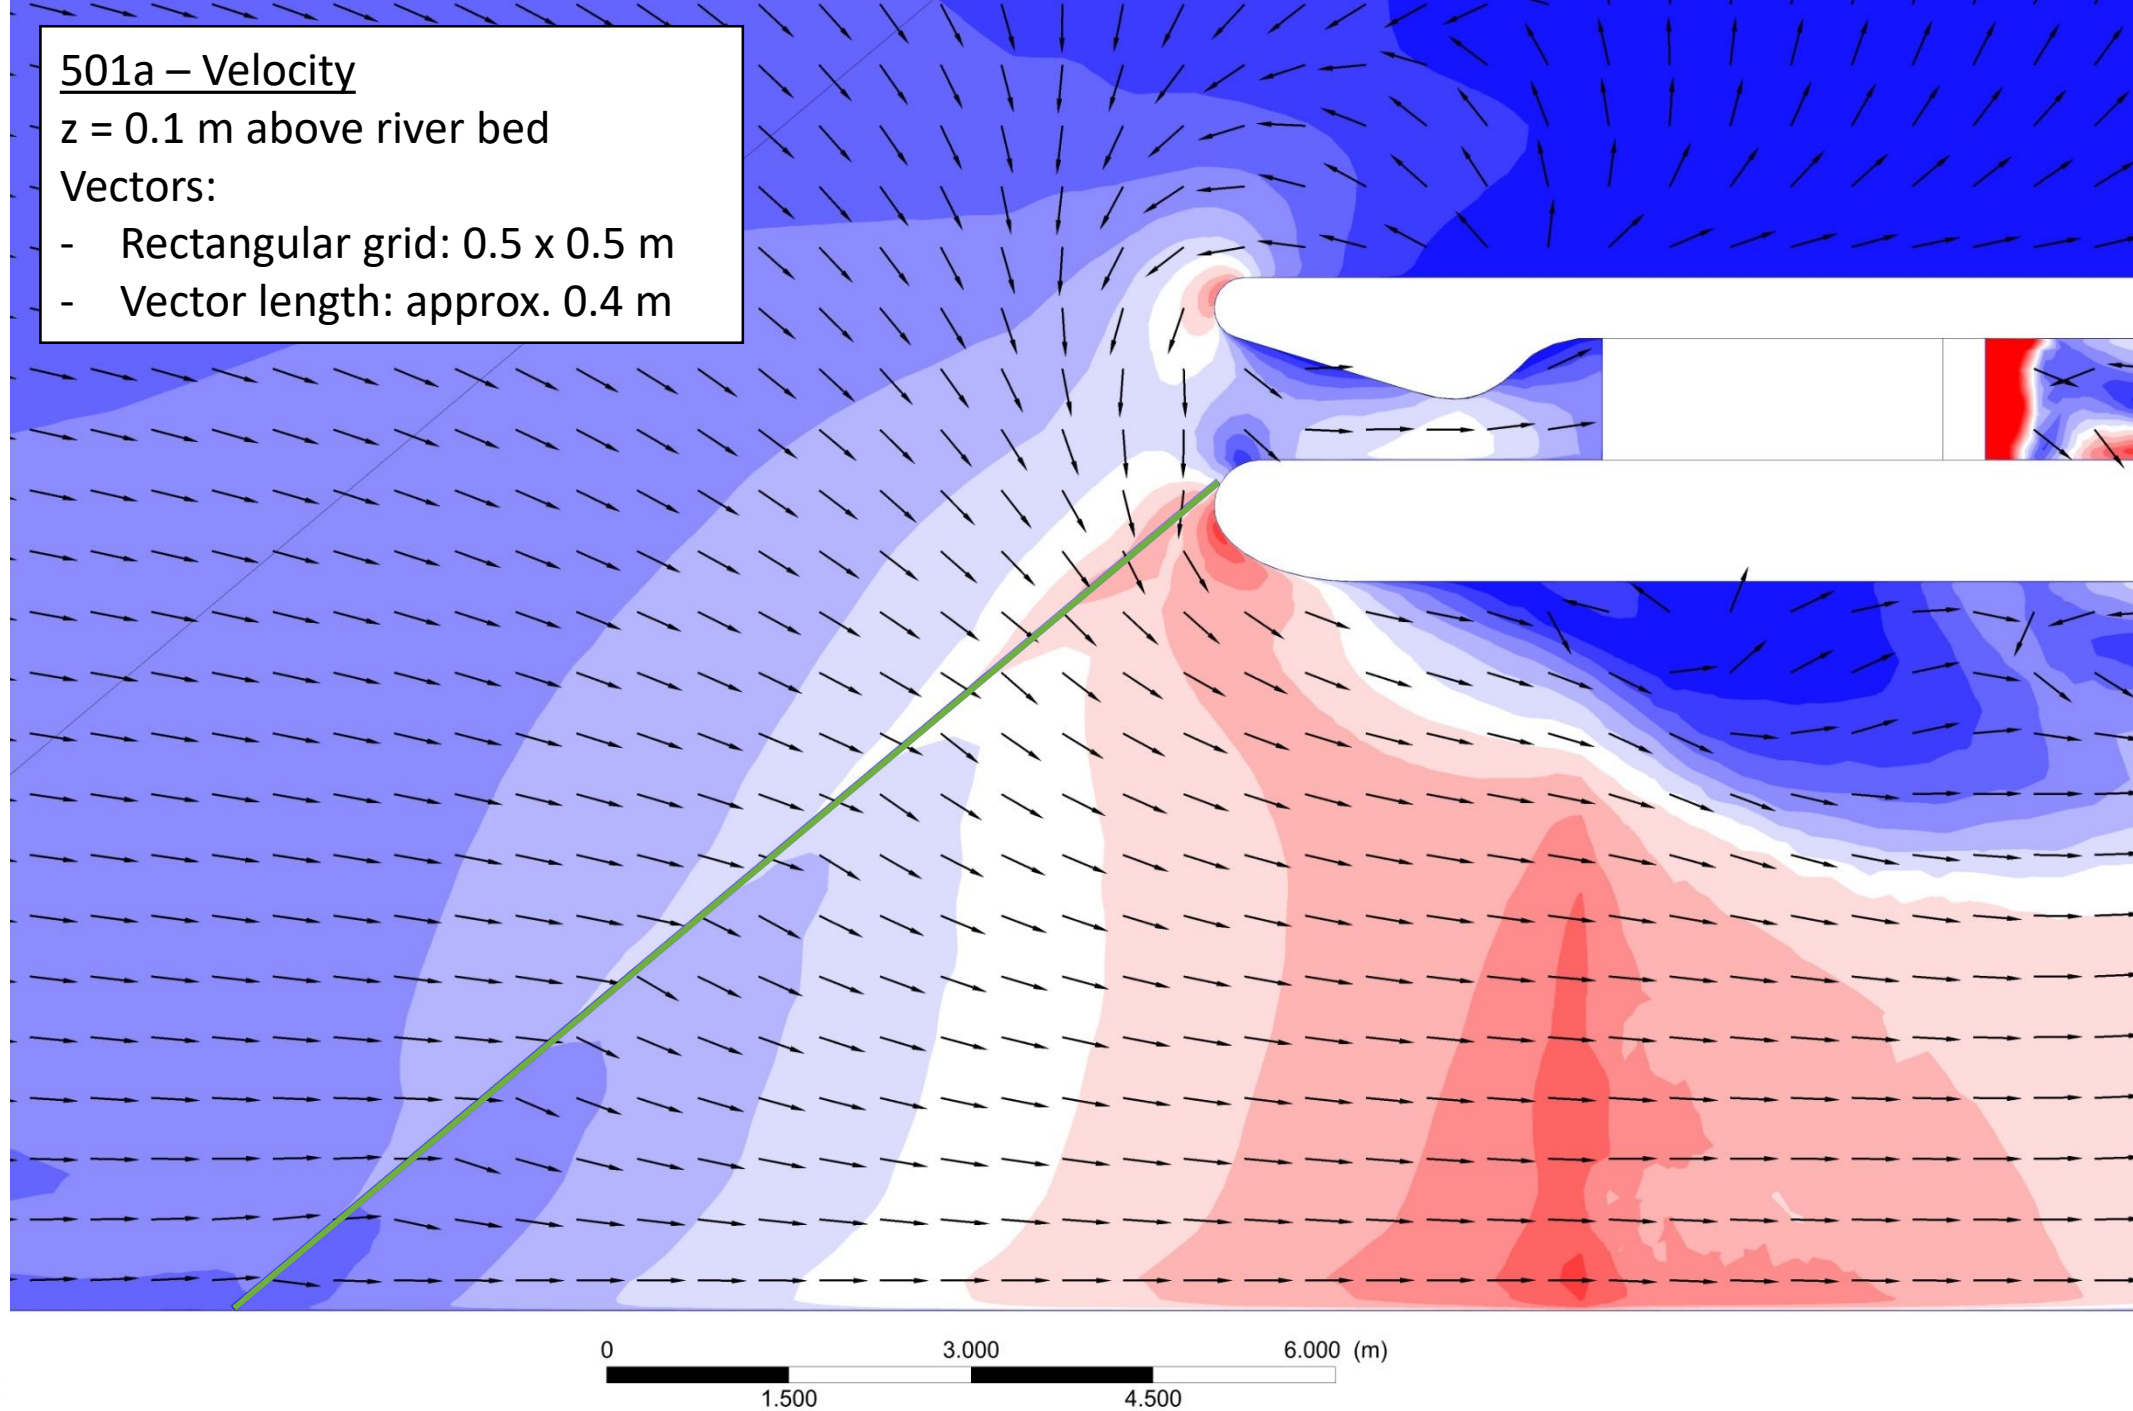 501a – Velocity
z = 0.1 m above river bed
Vectors:
- Rectangular grid: 0.5 x 0.5 m
- Vector length: approx. 0.4 m
0 3.000 6.000 (m)
1.500 4.500